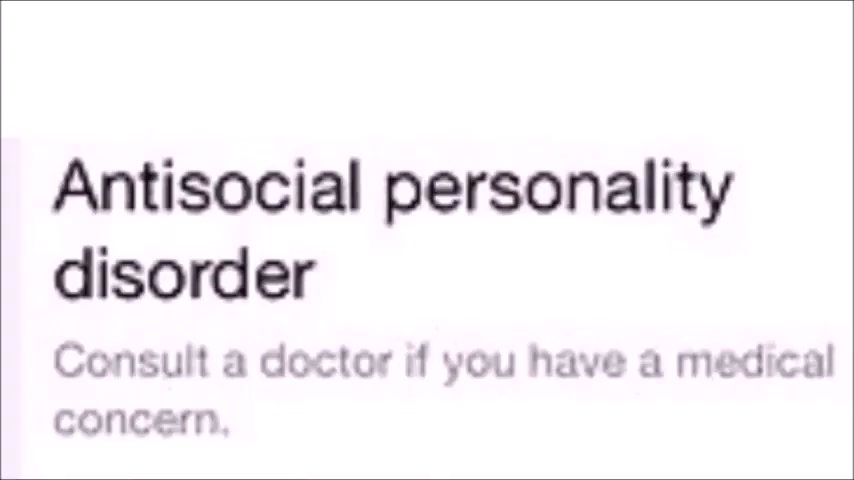 Antisocial personality
disorder
Consult a doctor if you have a medical
concern.